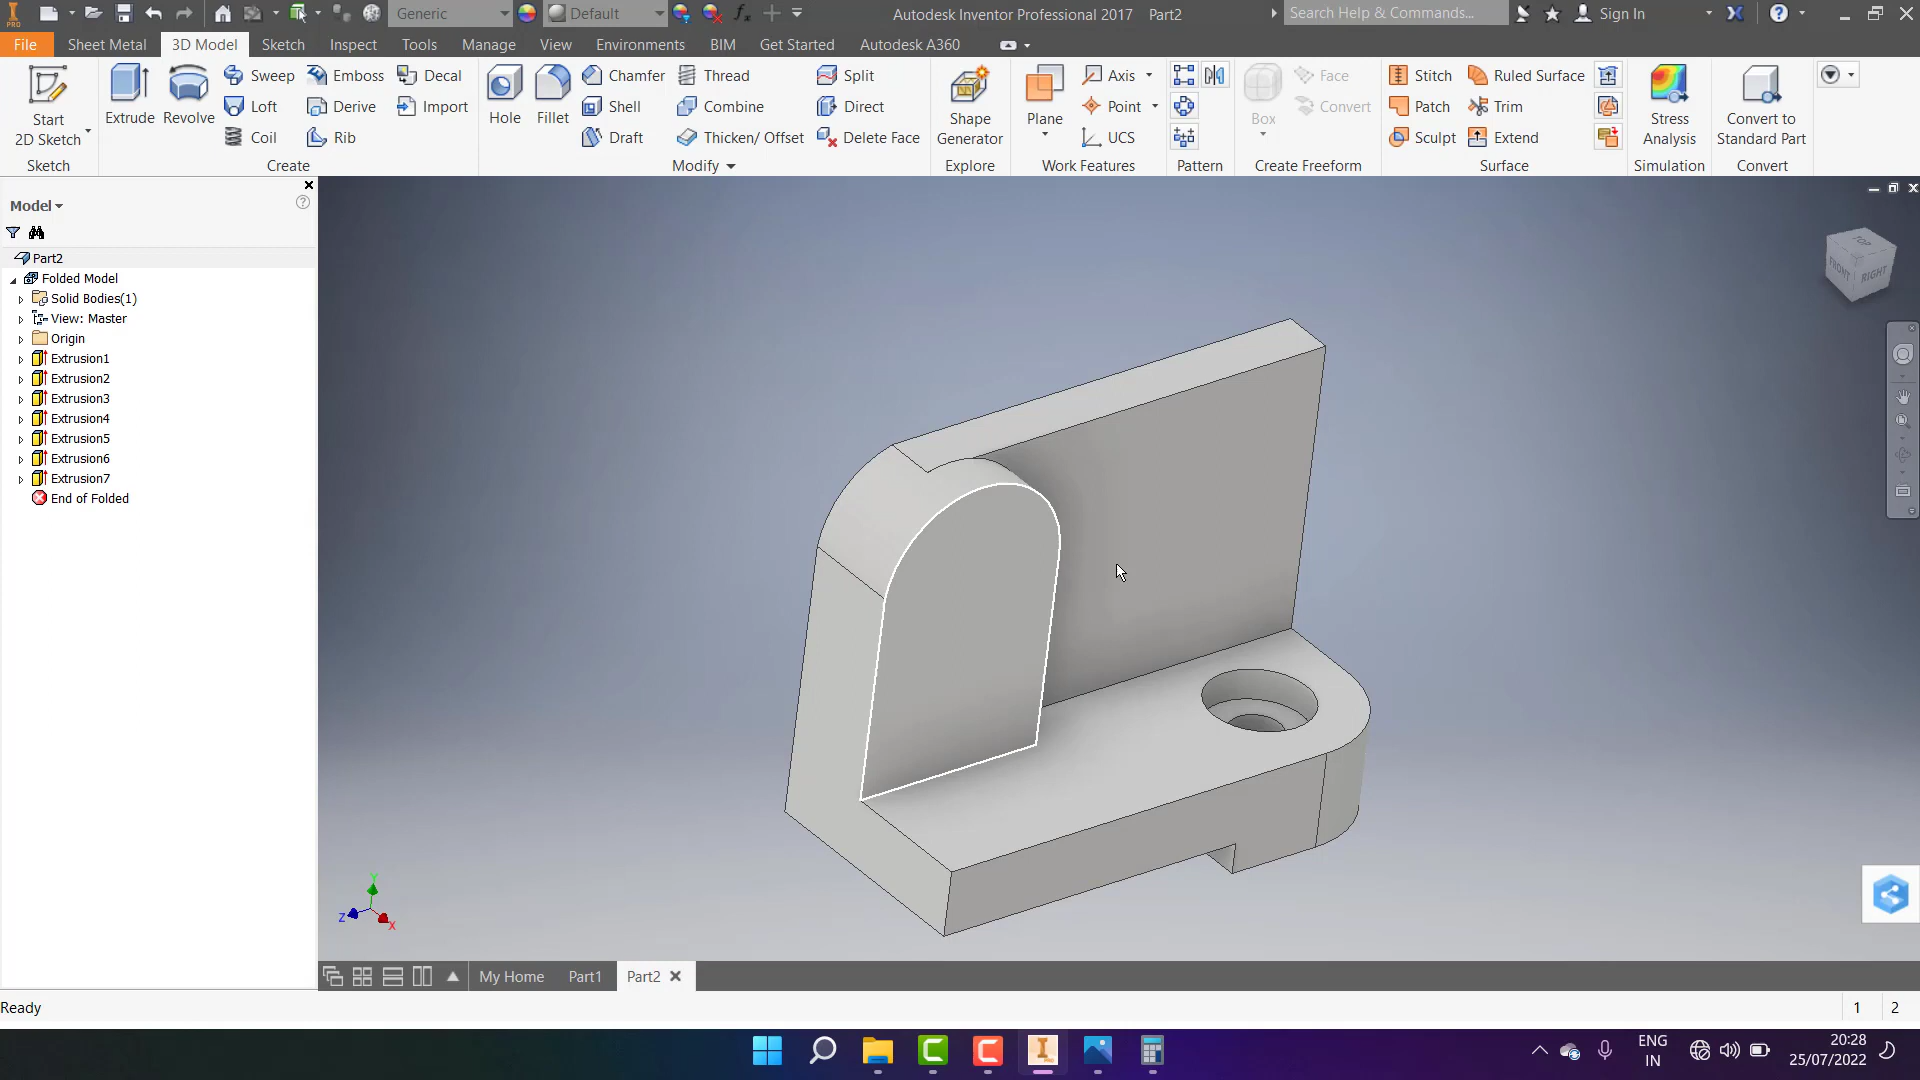 PRO
Generic
Default
Autodesk Inventor Professional 2017 Part2
Search Help & Commands...
Sign In
File
Sheet Metal
3D Model
Sketch
Inspect
Tools
Manage
View
Environments
BIM
Get Started
Autodesk A360
Start
2D Sketch
Extrude
Revolve
Sweep
Loft
Coil
Emboss
Derive
Rib
Decal
Import
Hole
Fillet
Chamfer
Shell
Draft
Thread
Combine
Thicken/ Offset
Split
Direct
Delete Face
Shape
Generator
Plane
Axis
Point
UCS
Box
Face
Convert
Stitch
Patch
Sculpt
Ruled Surface
Trim
Extend
Stress
Analysis
Convert to
Standard Part
Sketch
Create
Modify
Explore
Work Features
Pattern
Create Freeform
Surface
Simulation
Convert
Model
Part2
Folded Model
Solid Bodies(1)
View: Master
Origin
Extrusion1
Extrusion2
Extrusion3
Extrusion4
Extrusion5
Extrusion6
Extrusion7
End of Folded
TOP
FRONT
RIGHT
Y
Z
X
My Home
Part1
Part2
Ready
1
2
ENG
IN
20:28
25/07/2022